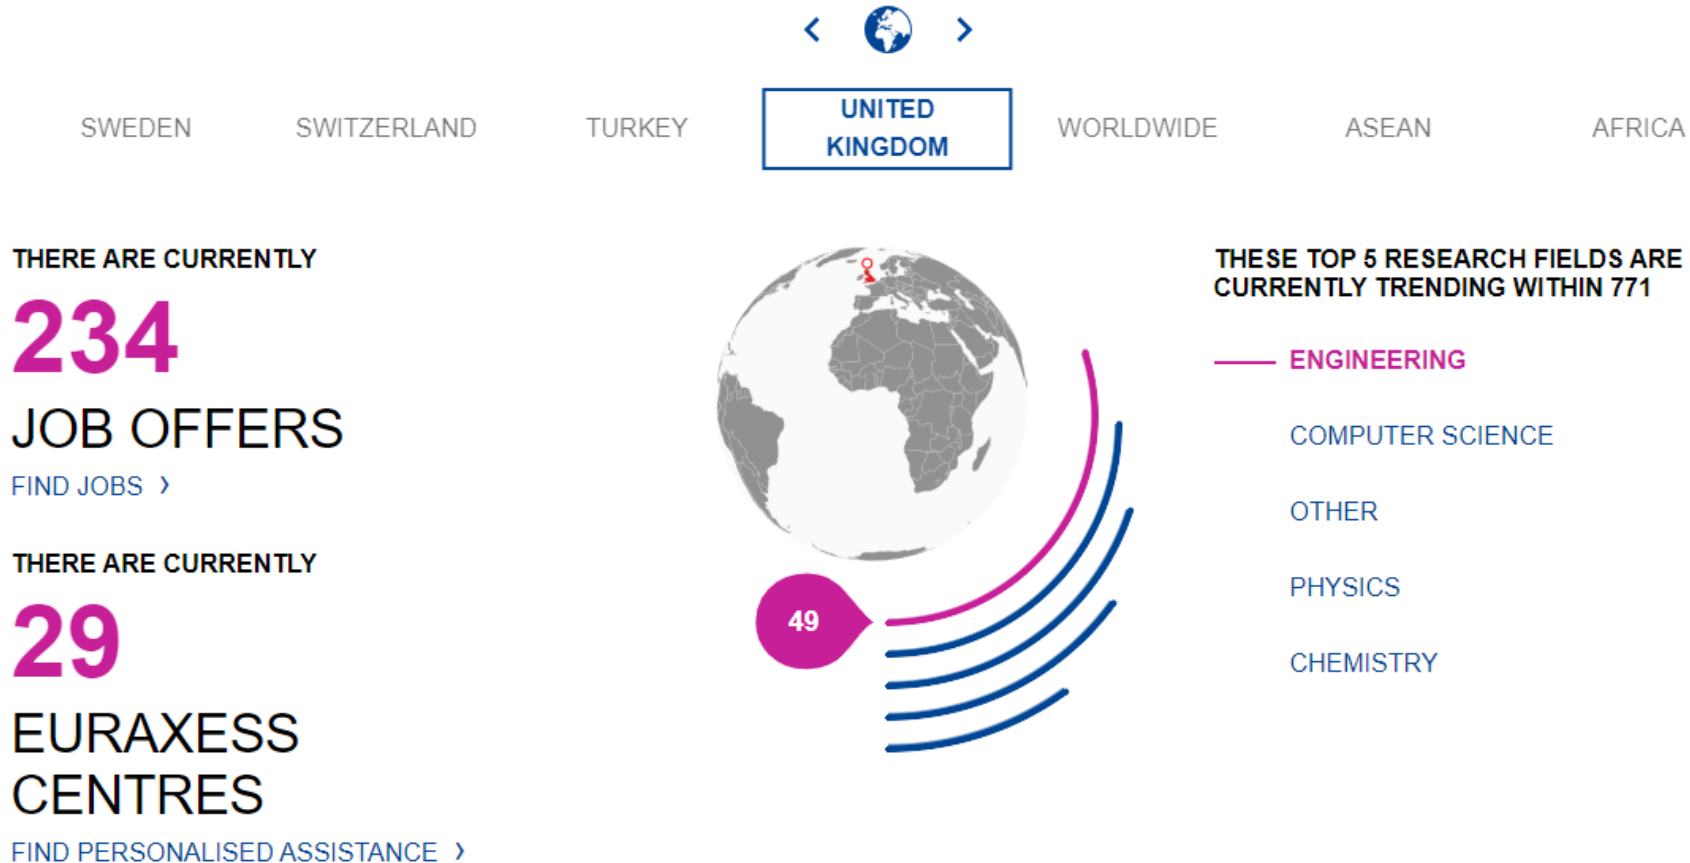 SWEDEN
SWITZERLAND
TURKEY
UNITED
KINGDOM
WORLDWIDE
ASEAN
AFRICA
THERE ARE CURRENTLY
234
JOB OFFERS
FIND JOBS
THERE ARE CURRENTLY
29
EURAXESS
CENTRES
FIND PERSONALISED ASSISTANCE
49
THESE TOP 5 RESEARCH FIELDS ARE
CURRENTLY TRENDING WITHIN 771
ENGINEERING
COMPUTER SCIENCE
OTHER
PHYSICS
CHEMISTRY